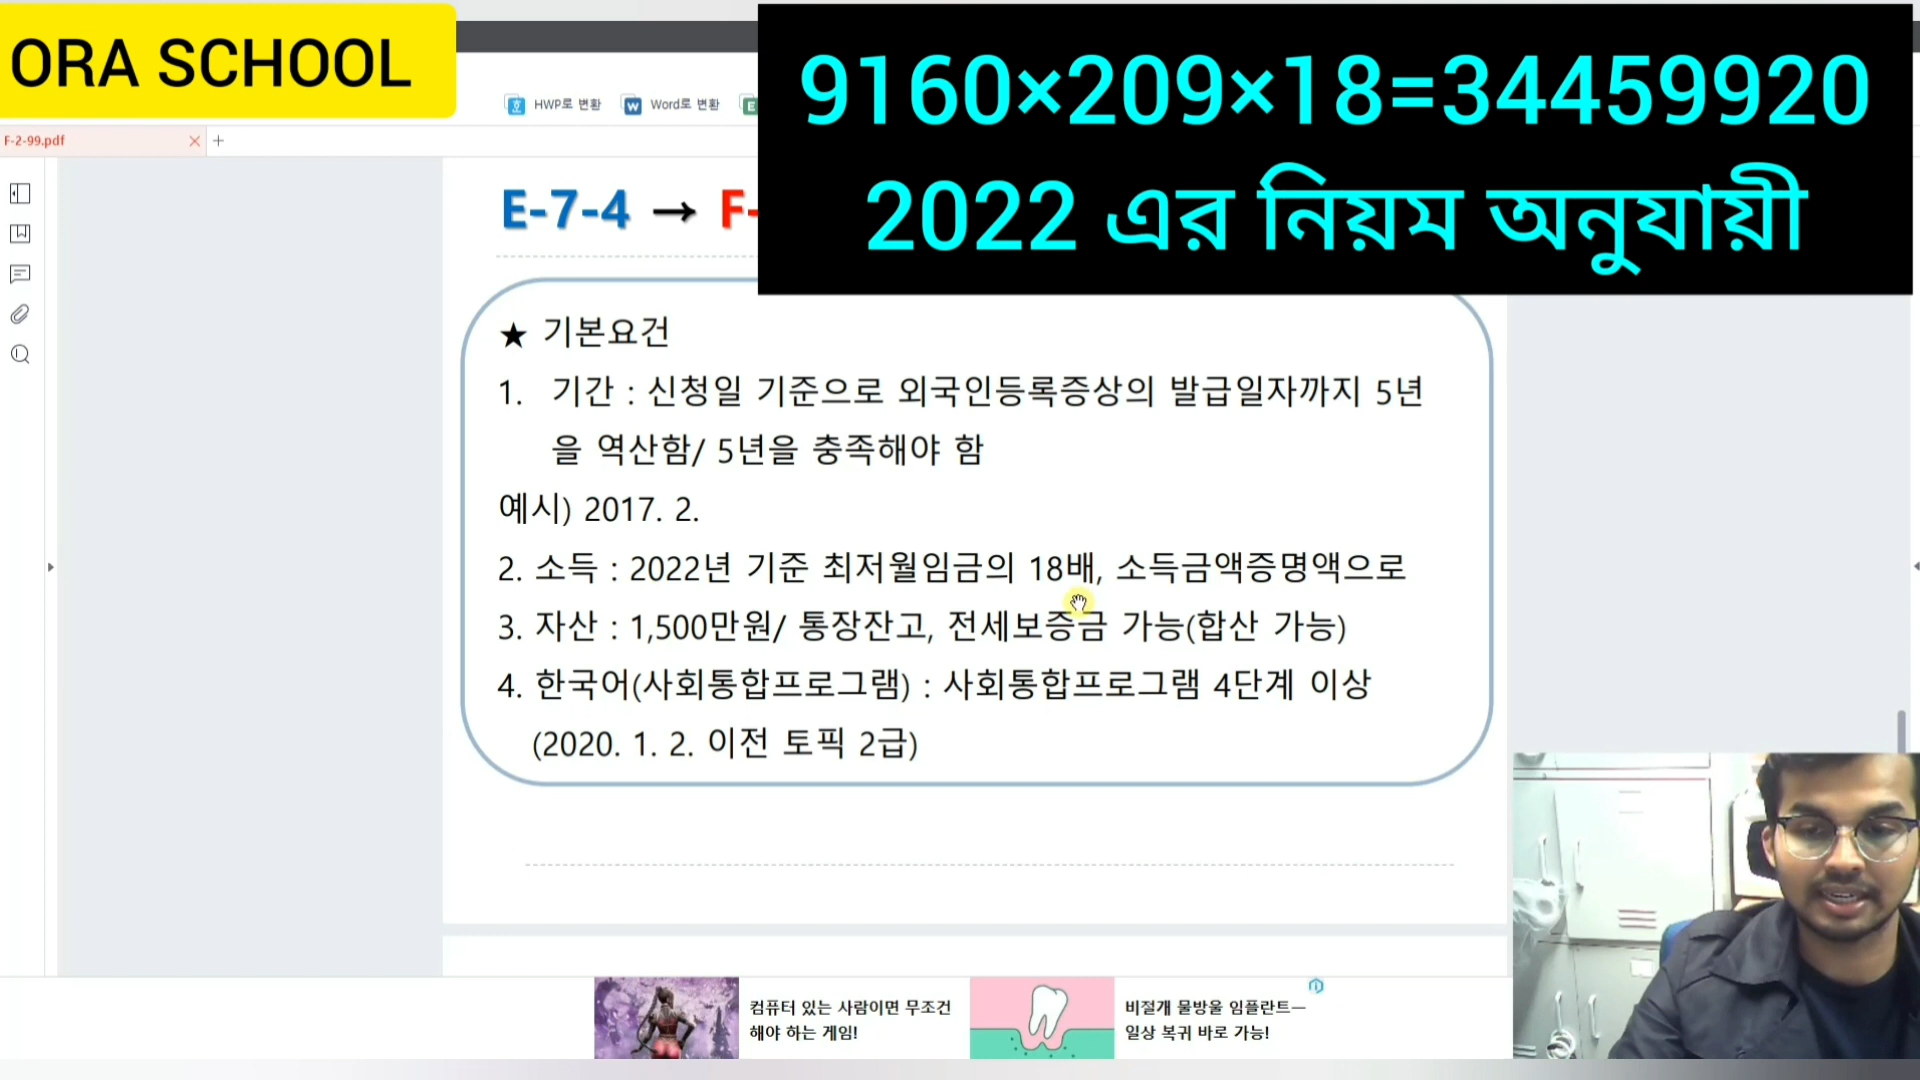 ORA SCHOOL
9160×209×18=34459920
2022 এর নিয়ম অনুযায়ী
HWP로 변환
Word로 변환
F-2-99.pdf
E-7-4 → F-
★ 기본요건
1. 기간 : 신청일 기준으로 외국인등록증상의 발급일자까지 5년
을 역산함/ 5년을 충족해야 함
예시) 2017. 2.
2. 소득 : 2022년 기준 최저월임금의 18배, 소득금액증명액으로
3. 자산 : 1,500만원/ 통장잔고, 전세보증금 가능(합산 가능)
4. 한국어(사회통합프로그램) : 사회통합프로그램 4단계 이상
(2020. 1. 2. 이전 토픽 2급)
컴퓨터 있는 사람이면 무조건
해야 하는 게임!
비절개 물방울 임플란트—
일상 복귀 바로 가능!